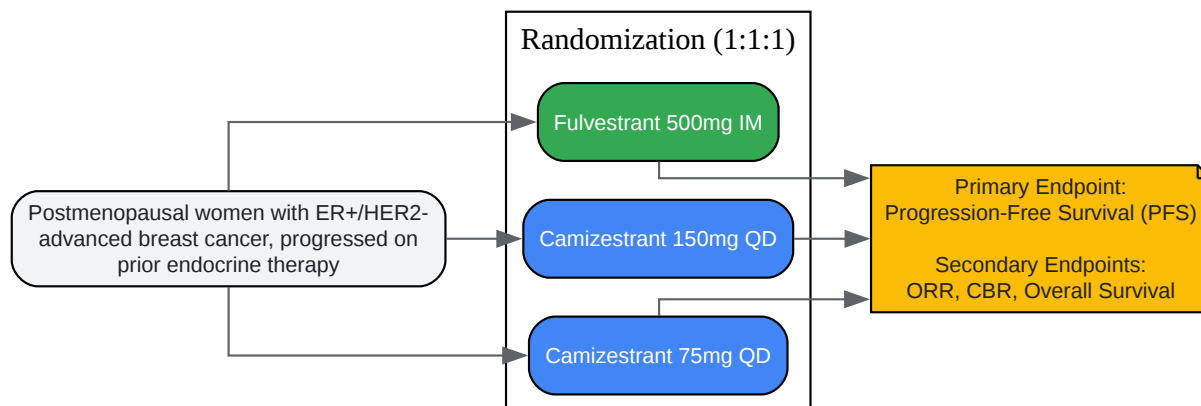 Randomization (1:1:1)
Fulvestrant 500mg IM
Postmenopausal women with ER+/HER2-
advanced breast cancer, progressed on
prior endocrine therapy
Camizestrant 150mg QD
Camizestrant 75mg QD
Primary Endpoint:
Progression-Free Survival (PFS)
Secondary Endpoints:
ORR, CBR, Overall Survival